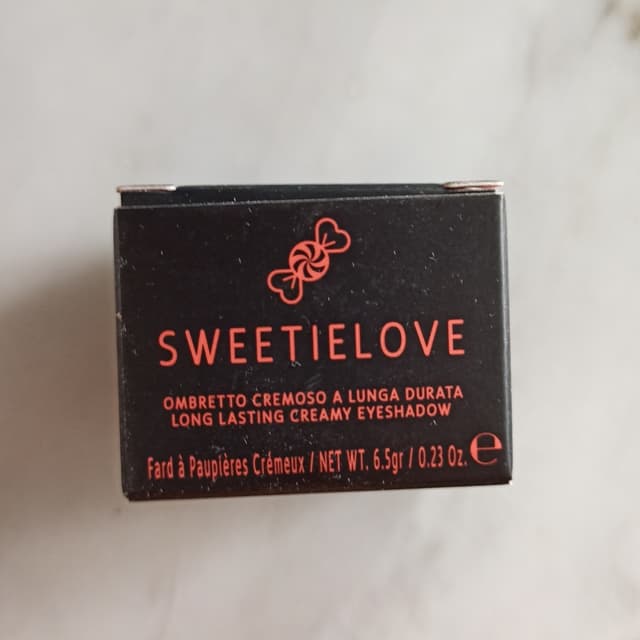 SWEETIELOVE
OMBRETTO CREMOSO A LUNGA DURATA
LONG LASTING CREAMY EYESHADOW
Fard à Paupières Crémeux / NET WT. 6.5gr / 0.23 Oz. ℮